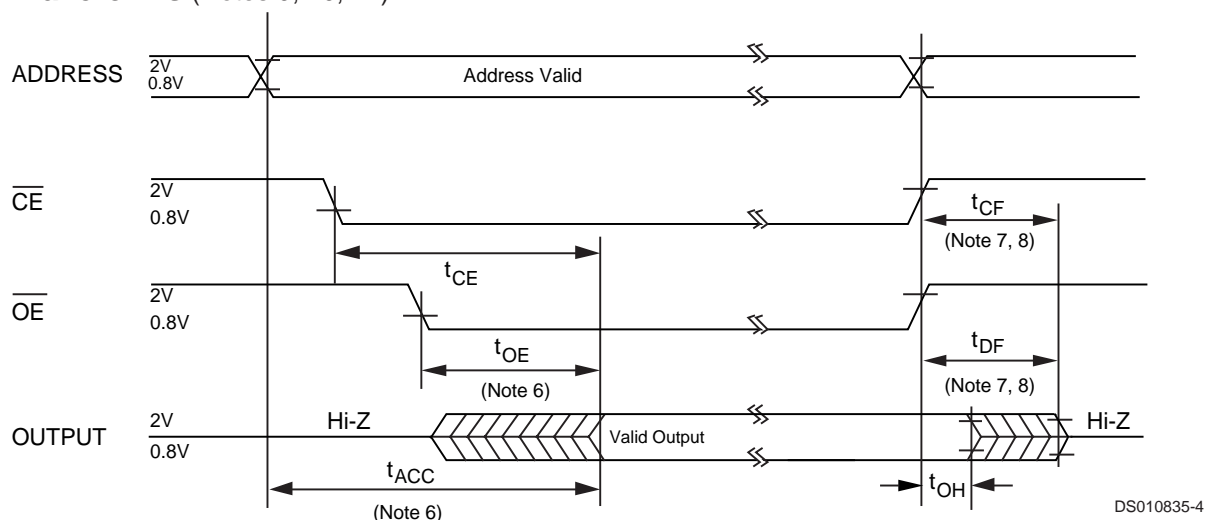 ADDRESS
2V
0.8V
Address Valid
CE
2V
0.8V
tCF
(Note 7, 8)
tCE
OE
2V
0.8V
tOE
(Note 6)
tDF
(Note 7, 8)
OUTPUT
2V
0.8V
Hi-Z
Valid Output
Hi-Z
tACC
(Note 6)
tOH
DS010835-4